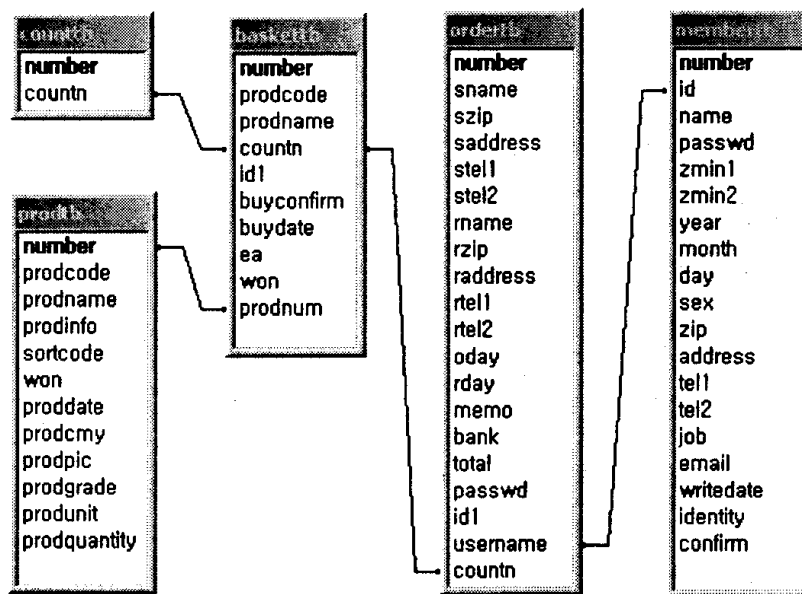 counttb
number
countn
baskettb
number
prodcode
prodname
countn
id1
buyconfirm
buydate
ea
won
prodnum
prodtb
number
prodcode
prodname
prodinfo
sortcode
won
proddate
prodcmy
prodpic
prodgrade
produnit
prodquantity
ordertb
number
sname
szip
saddress
stel1
stel2
rname
rzip
raddress
rtel1
rtel2
oday
rday
memo
bank
total
passwd
id1
username
countn
number
id
name
passwd
zmin1
zmin2
year
month
day
sex
zip
address
tel1
tel2
job
email
writedate
identity
confirm